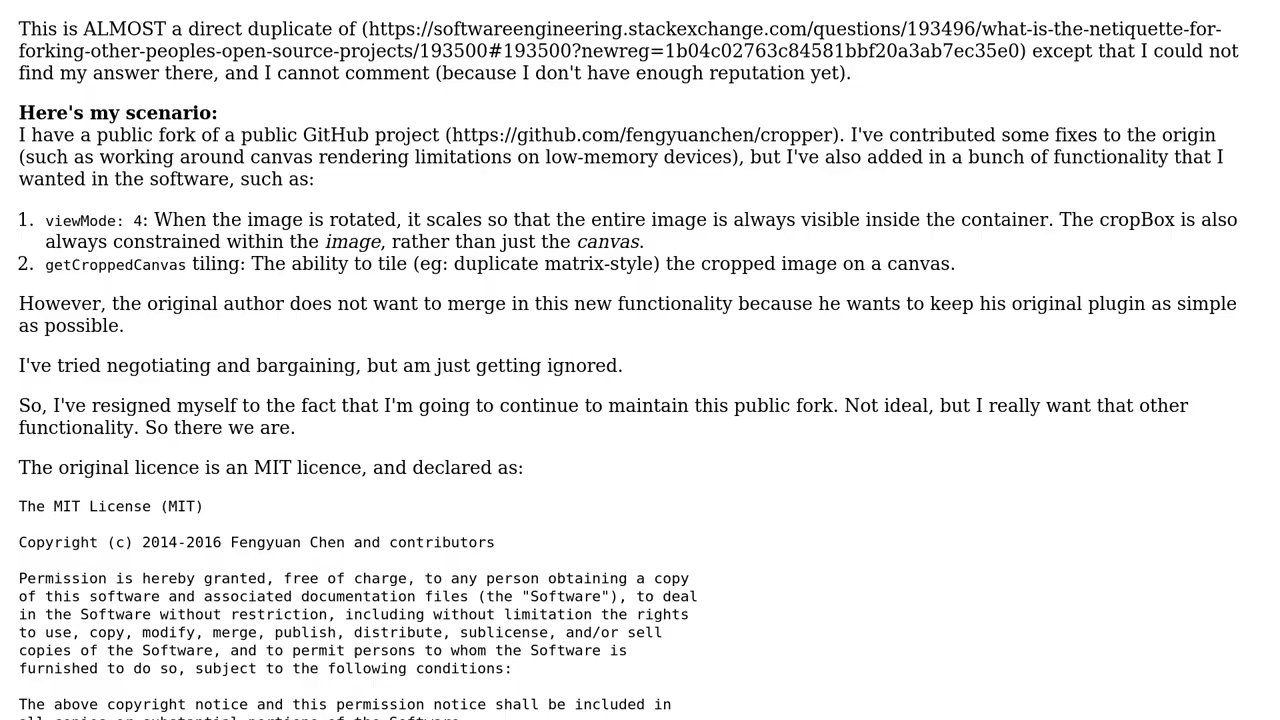 This is ALMOST a direct duplicate of (https://softwareengineering.stackexchange.com/questions/193496/what-is-the-netiquette-for-
forking-other-peoples-open-source-projects/193500#193500?newreg=1b04c02763c84581bbf20a3ab7ec35e0) except that I could not
find my answer there, and I cannot comment (because I don't have enough reputation yet).
Here's my scenario:
I have a public fork of a public GitHub project (https://github.com/fengyuanchen/cropper). I've contributed some fixes to the origin
(such as working around canvas rendering limitations on low-memory devices), but I've also added in a bunch of functionality that I
wanted in the software, such as:
1. viewMode: 4: When the image is rotated, it scales so that the entire image is always visible inside the container. The cropBox is also
always constrained within the image, rather than just the canvas.
2. getCroppedCanvas tiling: The ability to tile (eg: duplicate matrix-style) the cropped image on a canvas.
However, the original author does not want to merge in this new functionality because he wants to keep his original plugin as simple
as possible.
I've tried negotiating and bargaining, but am just getting ignored.
So, I've resigned myself to the fact that I'm going to continue to maintain this public fork. Not ideal, but I really want that other
functionality. So there we are.
The original licence is an MIT licence, and declared as:
The MIT License (MIT)
Copyright (c) 2014-2016 Fengyuan Chen and contributors
Permission is hereby granted, free of charge, to any person obtaining a copy
of this software and associated documentation files (the "Software"), to deal
in the Software without restriction, including without limitation the rights
to use, copy, modify, merge, publish, distribute, sublicense, and/or sell
copies of the Software, and to permit persons to whom the Software is
furnished to do so, subject to the following conditions:
The above copyright notice and this permission notice shall be included in